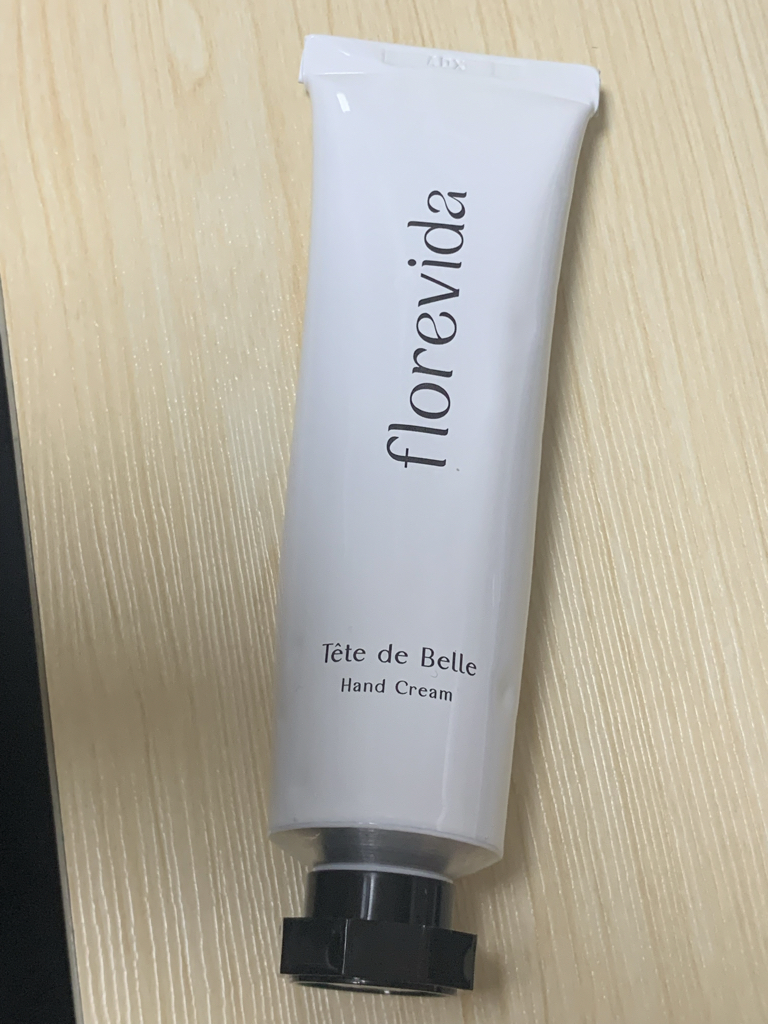 florevida
Tête de Belle
Hand Cream